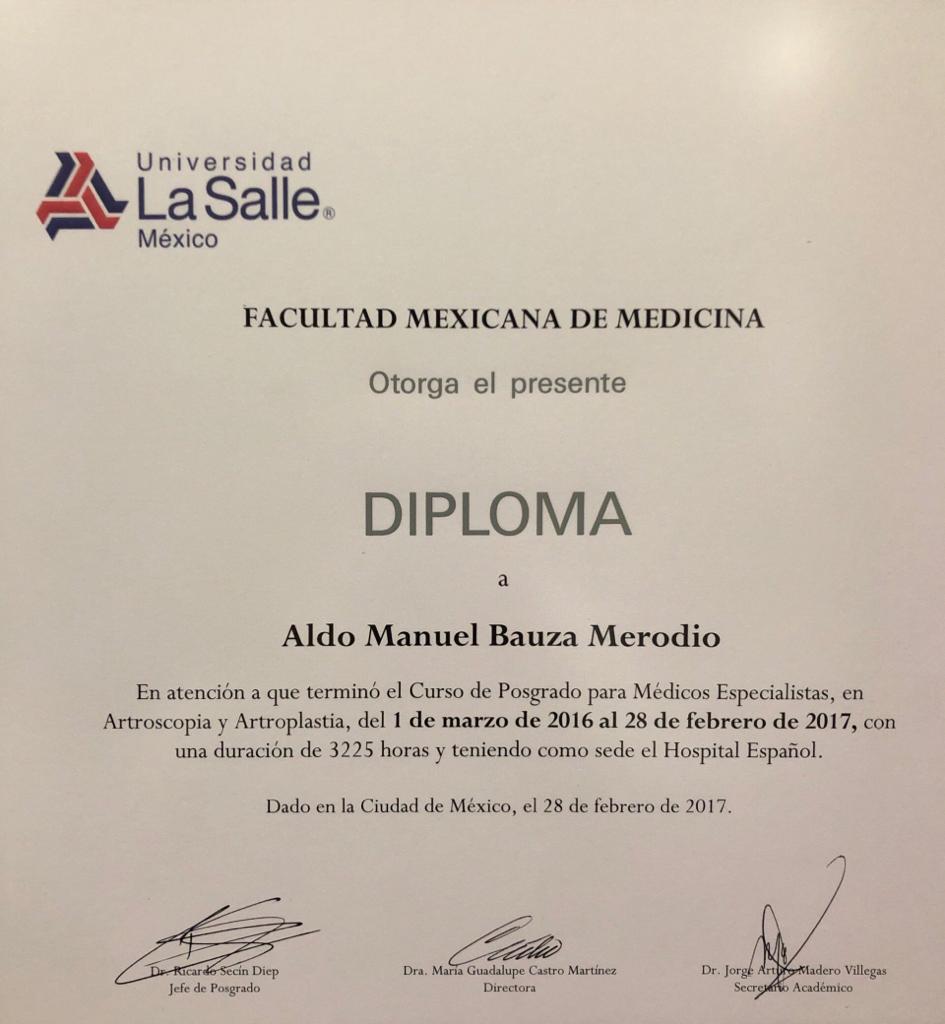 Universidad
La Salle®
México
FACULTAD MEXICANA DE MEDICINA
Otorga el presente
DIPLOMA
a
Aldo Manuel Bauza Merodio
En atención a que terminó el Curso de Posgrado para Médicos Especialistas, en
Artroscopia y Artroplastia, del 1 de marzo de 2016 al 28 de febrero de 2017, con
una duración de 3225 horas y teniendo como sede el Hospital Español.
Dado en la Ciudad de México, el 28 de febrero de 2017.
Dr. Ricardo Secín Diep
Jefe de Posgrado
Dra. María Guadalupe Castro Martínez
Directora
Dr. Jorge Arturo Madero Villegas
Secretario Académico